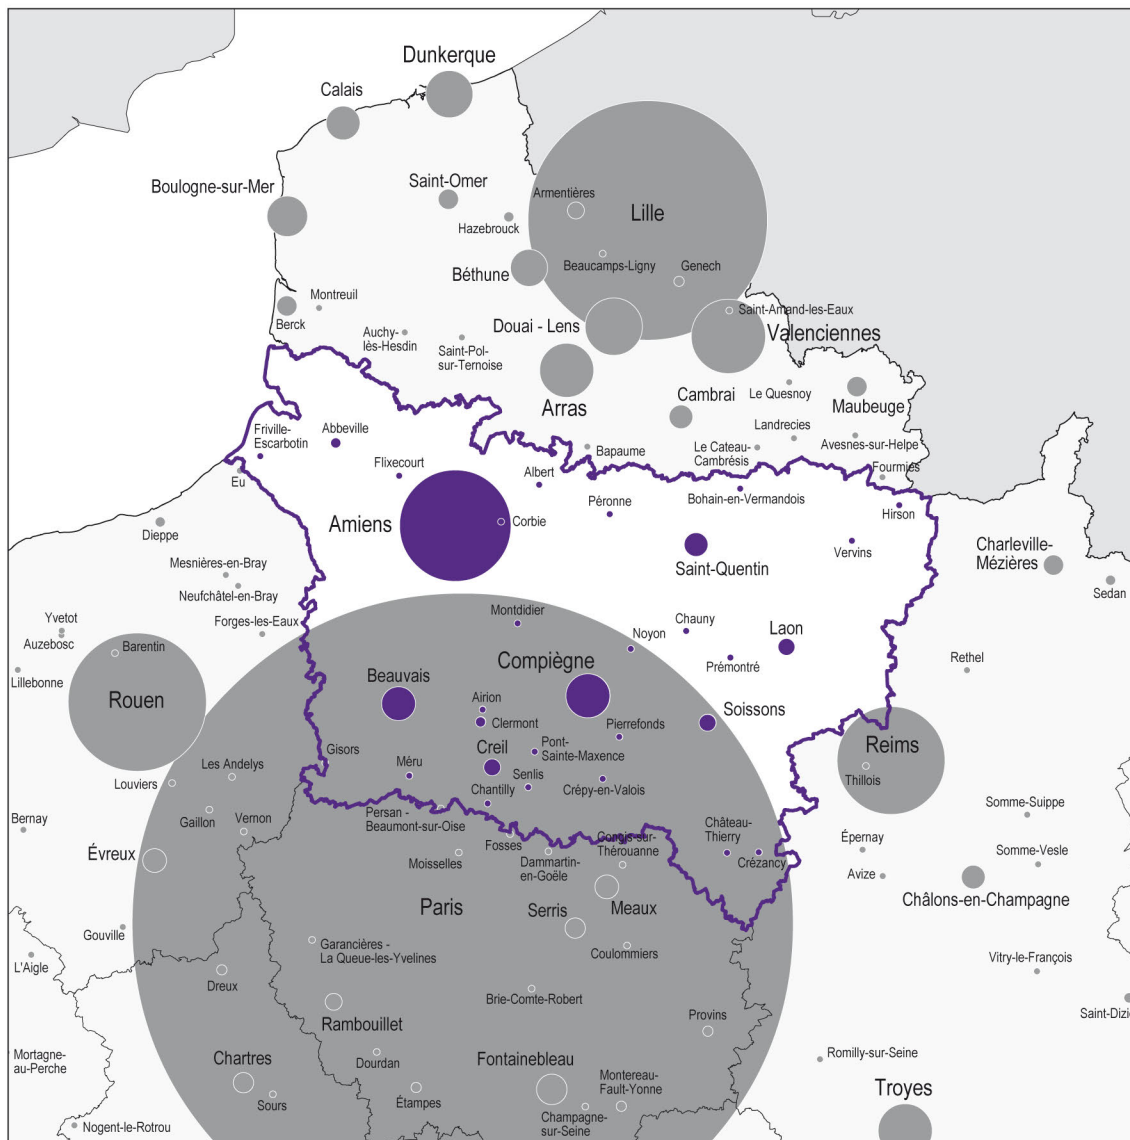 Dunkerque
Calais
Boulogne-sur-Mer
Saint-Omer
Armentières
Lille
Hazebrouck
Béthune
Beaucamps-Ligny
Genech
Montreuil
Berck
Auchy-
lès-Hesdin
Saint-Pol-
sur-Ternoise
Douai - Lens
Saint-Amand-les-Eaux
Valenciennes
Arras
Cambrai
Le Quesnoy
Maubeuge
Friville-
Escarbotin
Abbeville
Landrecies
Bapaume
Le Cateau-
Cambrésis
Avesnes-sur-Helpe
Fourmies
Flixecourt
Albert
Eu
Péronne
Bohain-en-Vermandois
Hirson
Amiens
Corbie
Dieppe
Saint-Quentin
Vervins
Charleville-
Mézières
Sedan
Mesnières-en-Bray
Neufchâtel-en-Bray
Yvetot
Auzebosc
Forges-les-Eaux
Montdidier
Noyon
Chauny
Laon
Barentin
Lillebonne
Compiègne
Prémontré
Rethel
Rouen
Beauvais
Airion
Clermont
Pierrefonds
Soissons
Gisors
Creil
Pont-
Sainte-Maxence
Reims
Thillois
Les Andelys
Louviers
Méru
Senlis
Chantilly
Crépy-en-Valois
Bernay
Gaillon
Vernon
Persan -
Beaumont-sur-Oise
Fosses
Congis-sur-
Thérouanne
Château-
Thierry
Crézancy
Somme-Suippe
Épernay
Somme-Vesle
Évreux
Moisselles
Dammartin-
en-Goële
Avize
Châlons-en-Champagne
Paris
Serris
Meaux
Gouville
L'Aigle
Garancières -
La Queue-les-Yvelines
Coulommiers
Vitry-le-François
Dreux
Brie-Comte-Robert
Saint-Dizi
Rambouillet
Provins
Mortagne-
au-Perche
Chartres
Dourdan
Fontainebleau
Romilly-sur-Seine
Sours
Étampes
Montereau-
Fault-Yonne
Champagne-
sur-Seine
Troyes
Nogent-le-Rotrou